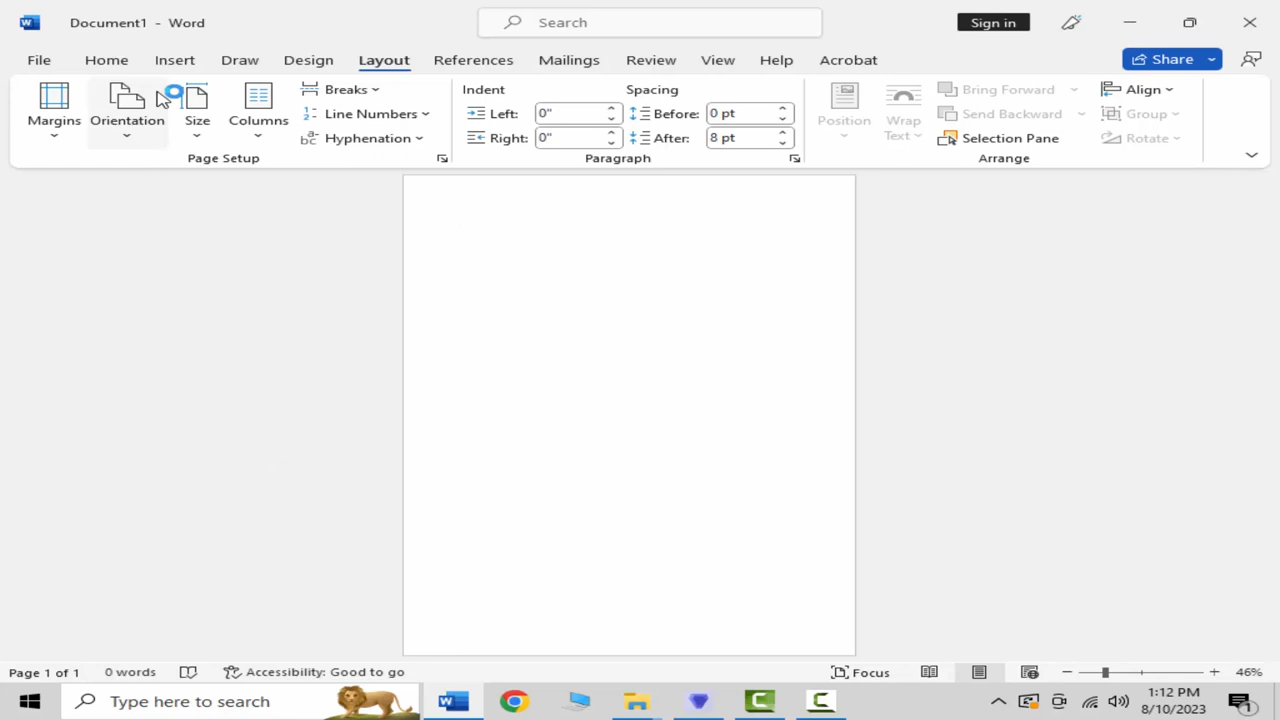 W Document1 - Word
Search
Sign in
File Home Insert Draw Design Layout References Mailings Review View Help Acrobat
Share
Margins
Orientation
Size
Columns
Breaks
Line Numbers
Hyphenation
Page Setup
Indent
Left: 0"
Right: 0"
Spacing
Before: 0 pt
After: 8 pt
Paragraph
Position
Wrap
Text
Bring Forward
Send Backward
Selection Pane
Align
Group
Rotate
Arrange
Page 1 of 1 0 words Accessibility: Good to go Focus 46%
Type here to search
1:12 PM
8/10/2023
1